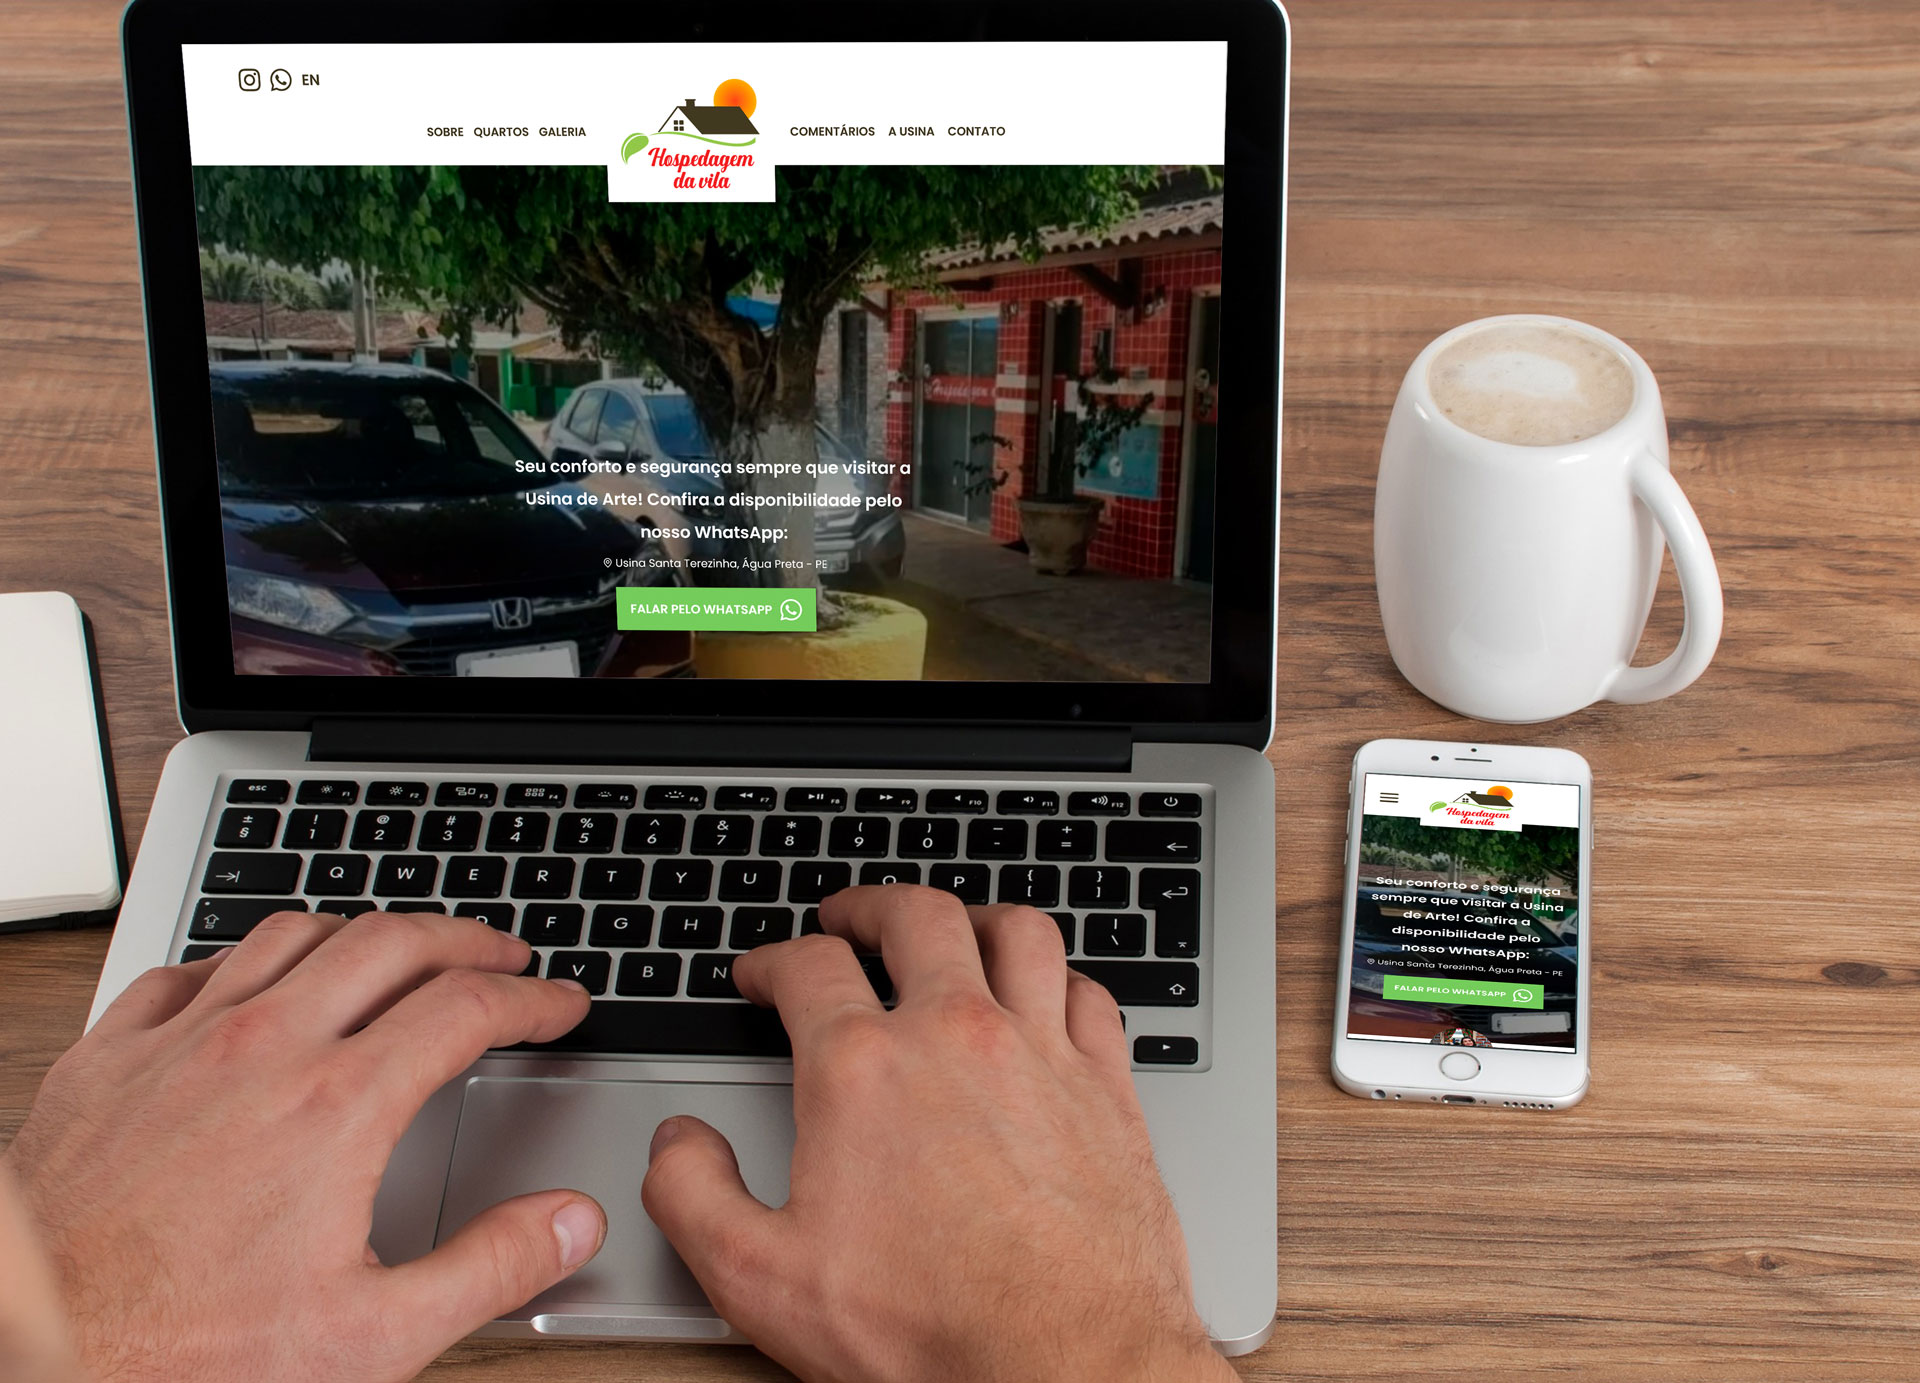 EN
SOBRE QUARTOS GALERIA
COMENTÁRIOS A USINA CONTATO
Hospedagem
da vila
Hospedagem
Seu conforto e segurança sempre que visitar a
Usina de Arte! Confira a disponibilidade pelo
nosso WhatsApp:
Usina Santa Terezinha, Água Preta - PE
FALAR PELO WHATSAPP
esc F1 F2 F3 F4 F5 F6 F7 F8 F9 F10 F11 F12
± ! @ # $ % ^ & * ( ) _ +
§ 1 2 3 4 5 6 7 8 9 0 - =
Q W E R T Y U I O P { }
[ ]
A D F G H J
| \
V B N
Hospedagem
da vila
Seu conforto e segurança
sempre que visitar a Usina
de Arte! Confira a
disponibilidade pelo
nosso WhatsApp:
Usina Santa Terezinha, Água Preta - PE
FALAR PELO WHATSAPP